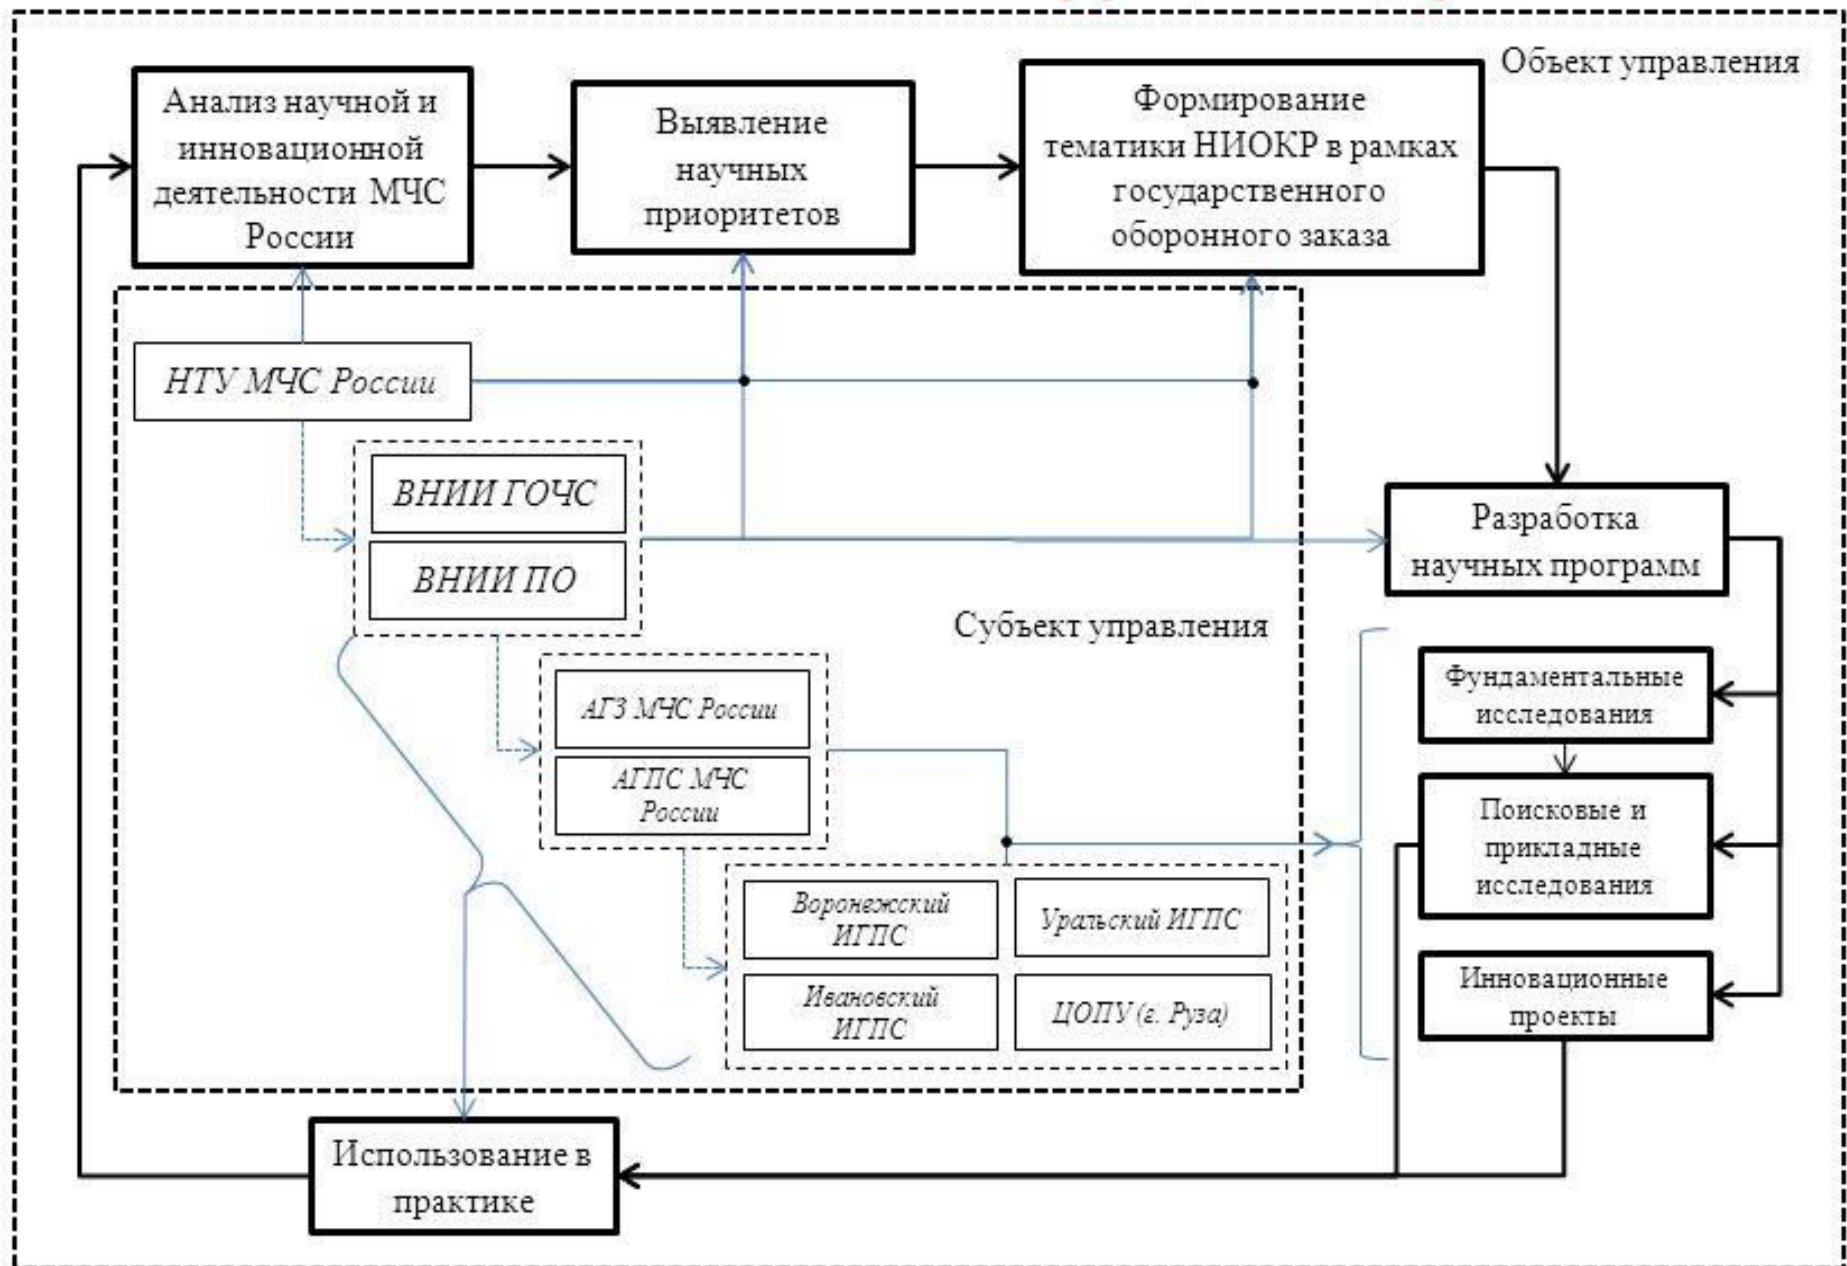 Объект управления
Анализ научной и
инновационной
деятельности МЧС
России
Выявление
научных
приоритетов
Формирование
тематики НИОКР в рамках
государственного
оборонного заказа
НТУ МЧС России
ВНИИ ГОЧС
ВНИИ ПО
Разработка
научных программ
Субъект управления
АГЗ МЧС России
АГПС МЧС
России
Фундаментальные
исследования
Поисковые и
прикладные
исследования
Воронежский
ИГПС
Уральский ИГПС
Ивановский
ИГПС
ЦОПУ (г. Руза)
Инновационные
проекты
Использование в
практике